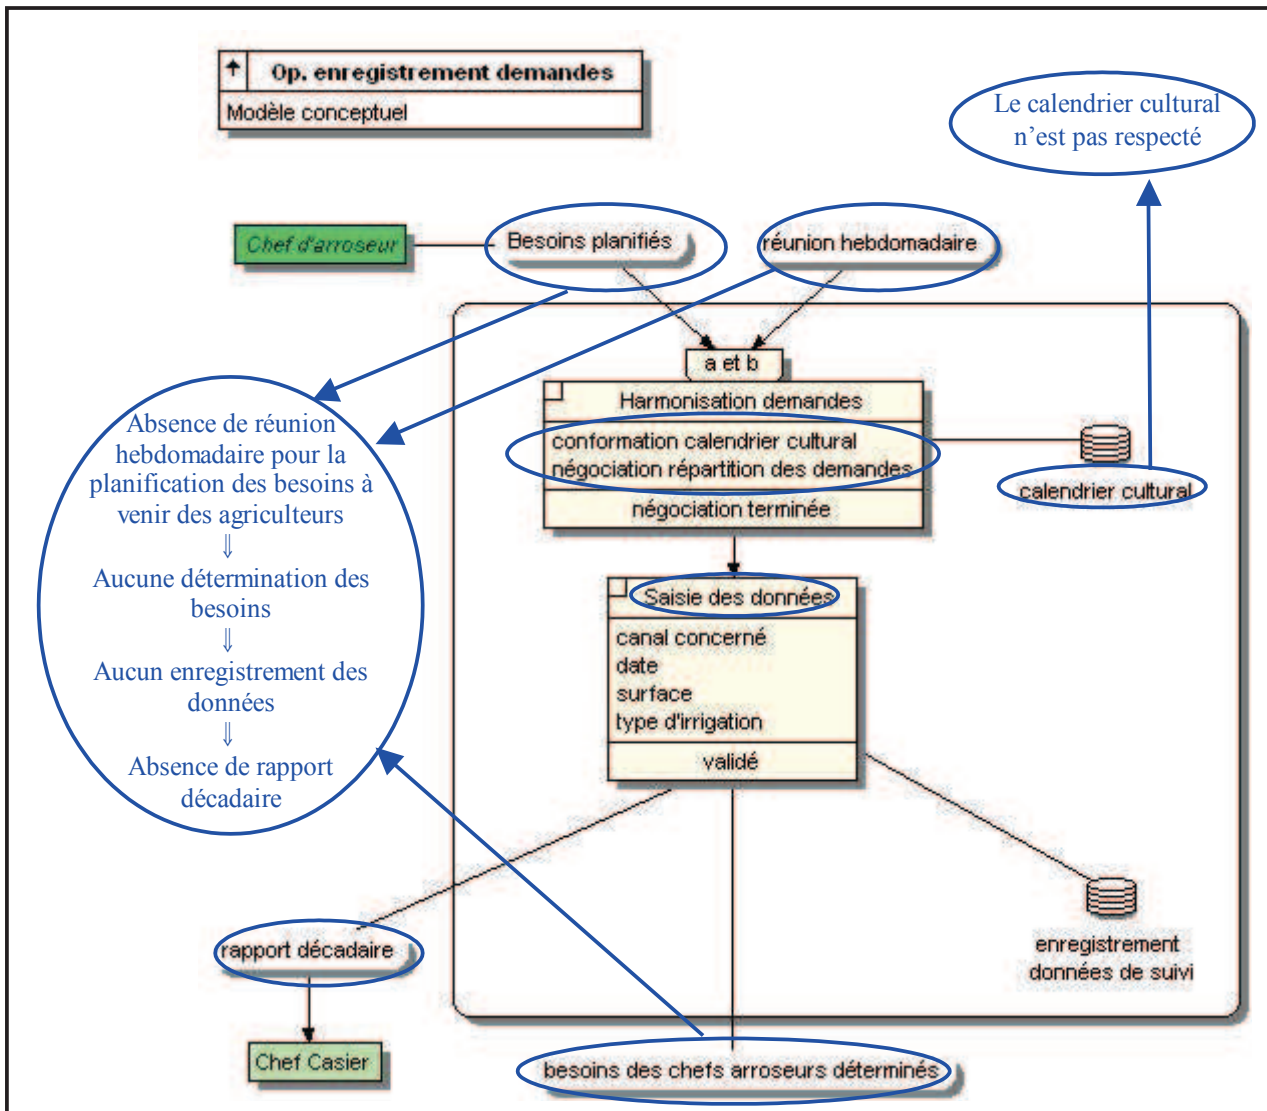 Op. enregistrement demandes
Modèle conceptuel
Le calendrier cultural
n'est pas respecté
Chef d'arroseur
Besoins planifiés
réunion hebdomadaire
a et b
Harmonisation demandes
conformation calendrier cultural
négociation répartition des demandes
négociation terminée
calendrier cultural
Absence de réunion
hebdomadaire pour la
planification des besoins à
venir des agriculteurs
⇓
Aucune détermination des
besoins
⇓
Aucun enregistrement des
données
⇓
Absence de rapport
décadaire
Saisie des données
canal concerné
date
surface
type d'irrigation
validé
rapport décadaire
enregistrement
données de suivi
Chef Casier
besoins des chefs arroseurs déterminés